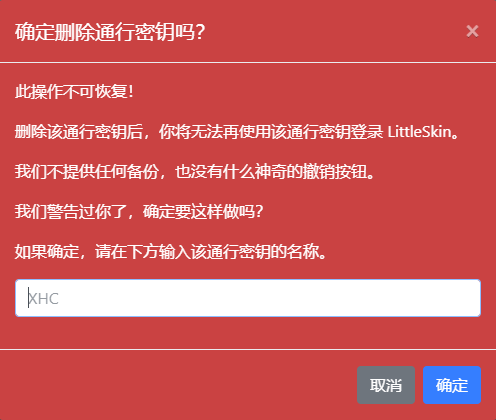 确定删除通行密钥吗？
×
此操作不可恢复！
删除该通行密钥后，你将无法再使用该通行密钥登录 LittleSkin。
我们不提供任何备份，也没有什么神奇的撤销按钮。
我们警告过你了，确定要这样做吗？
如果确定，请在下方输入该通行密钥的名称。
XHC
取消
确定